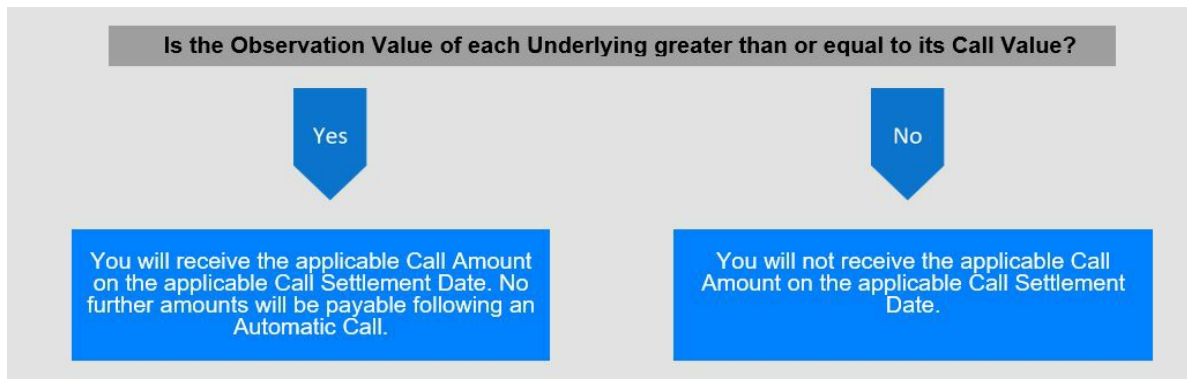 Is the Observation Value of each Underlying greater than or equal to its Call Value?
Yes
No
You will receive the applicable Call Amount
on the applicable Call Settlement Date. No
further amounts will be payable following an
Automatic Call.
You will not receive the applicable Call
Amount on the applicable Call Settlement
Date.